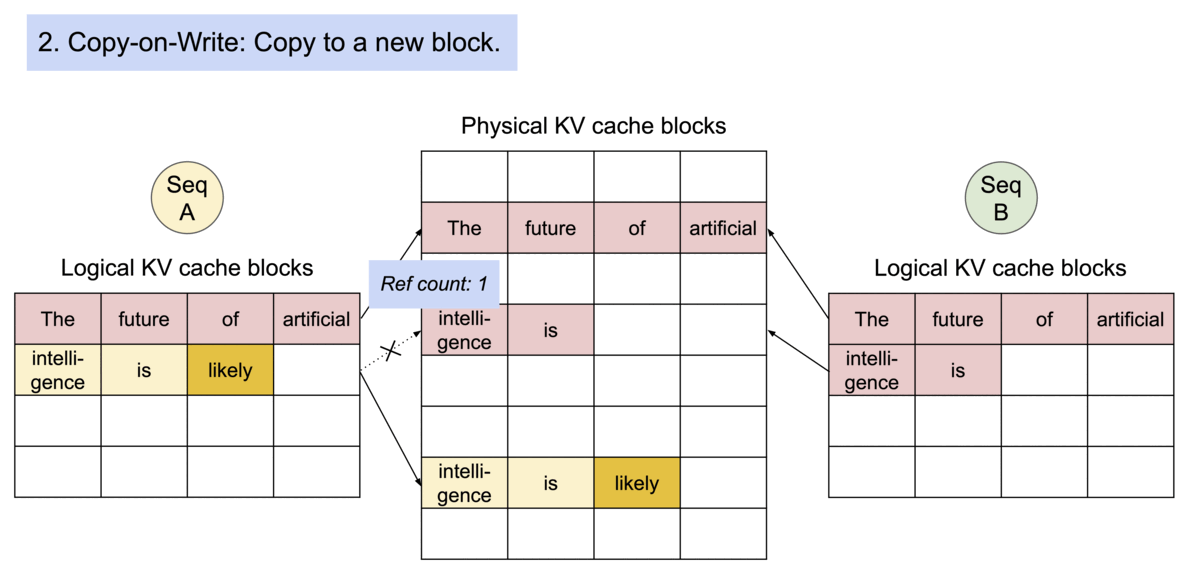 2. Copy-on-Write: Copy to a new block.
Physical KV cache blocks
Seq
A
Seq
B
Logical KV cache blocks
Logical KV cache blocks
The future of artificial
Ref count: 1
The future of artificial
The future of artificial
intelli-
gence is likely
intelli-
gence is
intelli-
gence is
intelli-
gence is likely